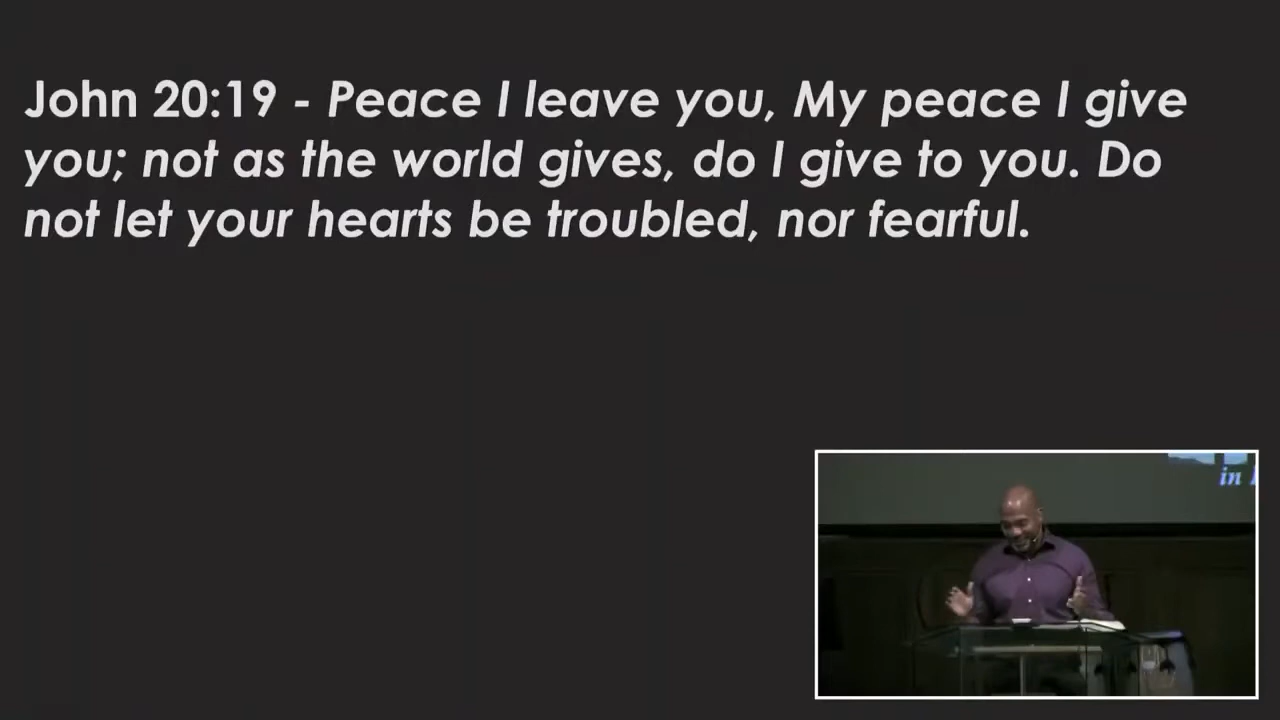 John 20:19 - Peace I leave you, My peace I give
you; not as the world gives, do I give to you. Do
not let your hearts be troubled, nor fearful.
in